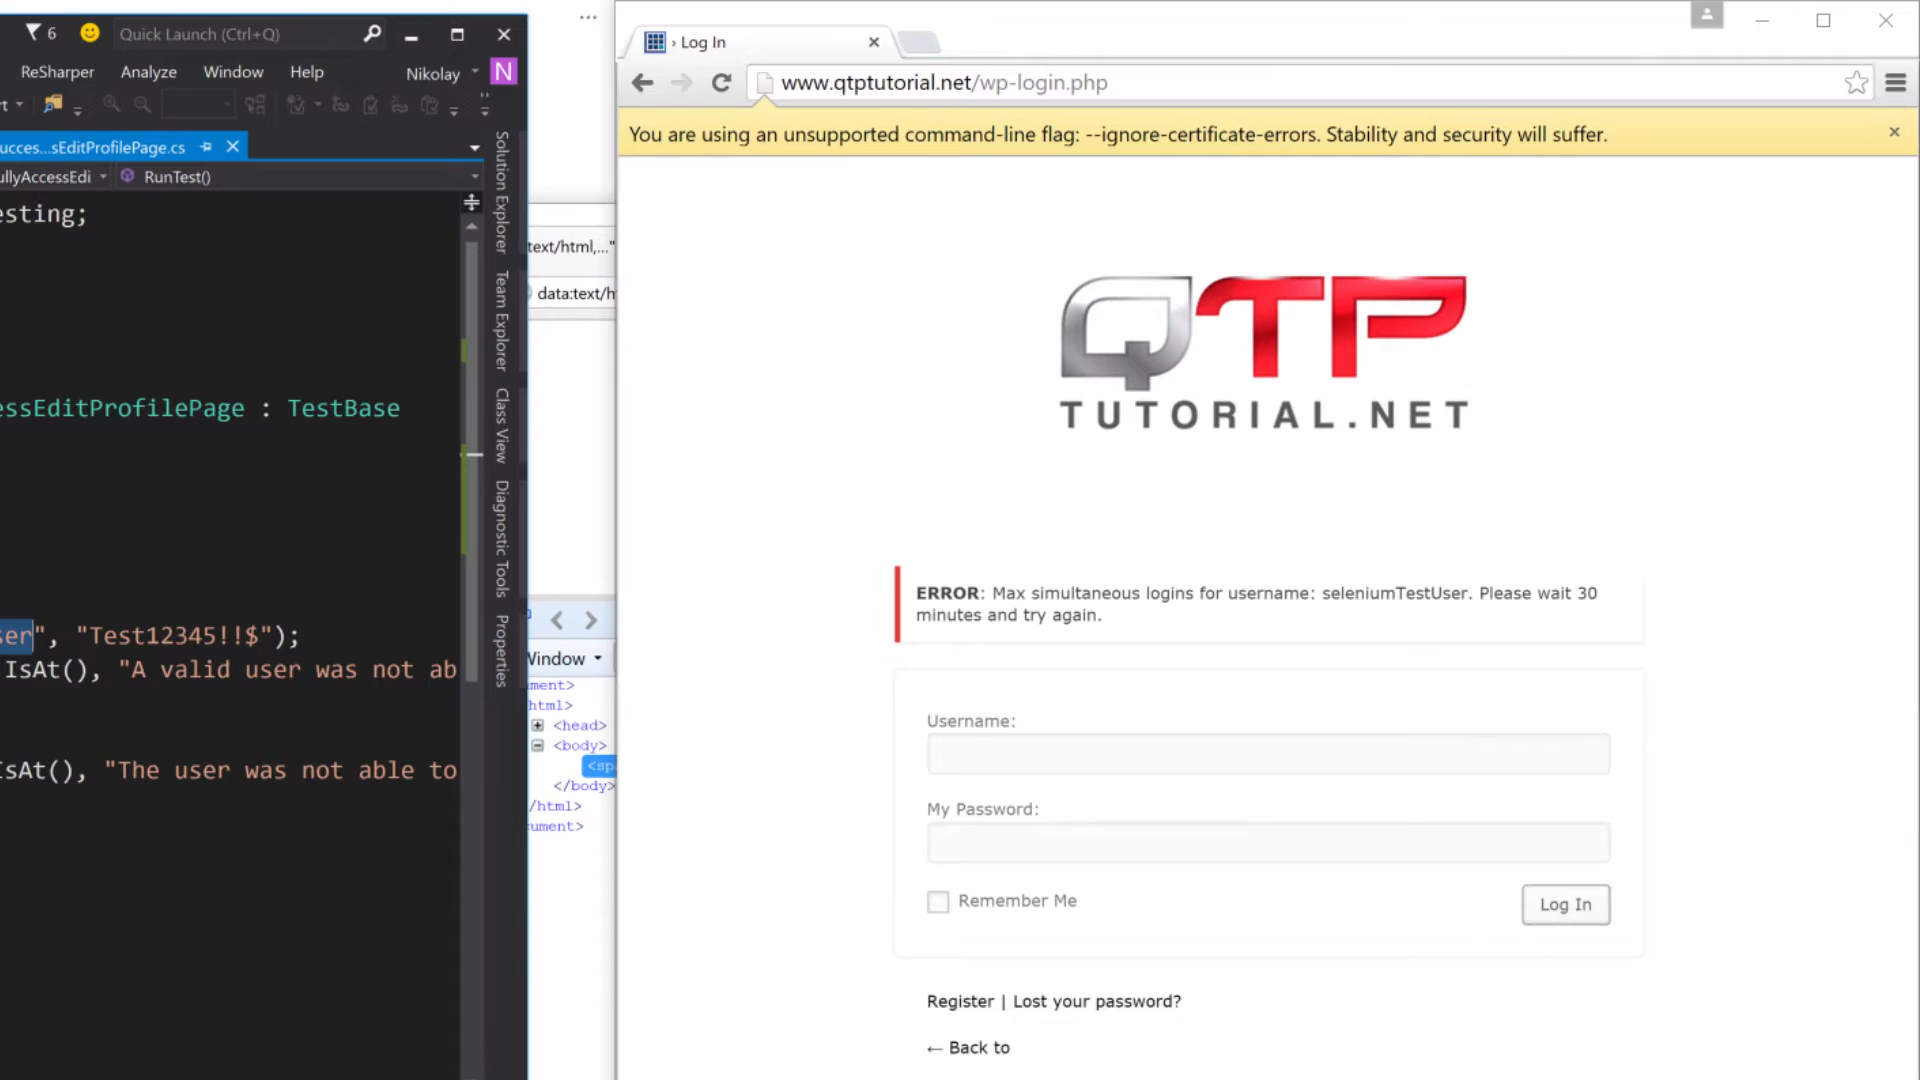 6
Quick Launch (Ctrl+Q)
ReSharper Analyze Window Help
Nikolay N
ucces...sEditProfilePage.cs
llyAccessEdi
RunTest()
esting;
essEditProfilePage : TestBase
ser", "Test12345!!$");
IsAt(), "A valid user was not ab
IsAt(), "The user was not able to
Solution Explorer
Team Explorer
Class View
Diagnostic Tools
Properties
text/html,..."
data:text/h
Window
ment>
html>
<head>
<body>
<sp
</body>
/html>
ument>
› Log In
www.qtptutorial.net/wp-login.php
You are using an unsupported command-line flag: --ignore-certificate-errors. Stability and security will suffer.
QTP
TUTORIAL.NET
ERROR: Max simultaneous logins for username: seleniumTestUser. Please wait 30
minutes and try again.
Username:
My Password:
Remember Me
Log In
Register | Lost your password?
← Back to